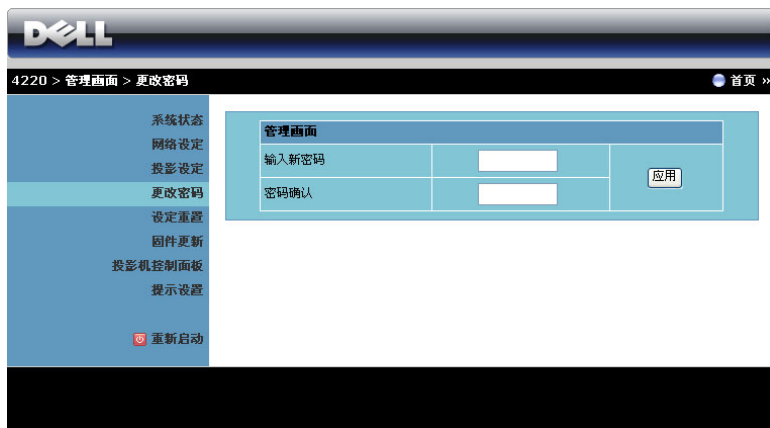 DELL
4220 > 管理画面 > 更改密码
首页 »
系统状态
网络设定
投影设定
更改密码
设定重置
固件更新
投影机控制面板
提示设置
重新启动
管理画面
输入新密码
密码确认
应用